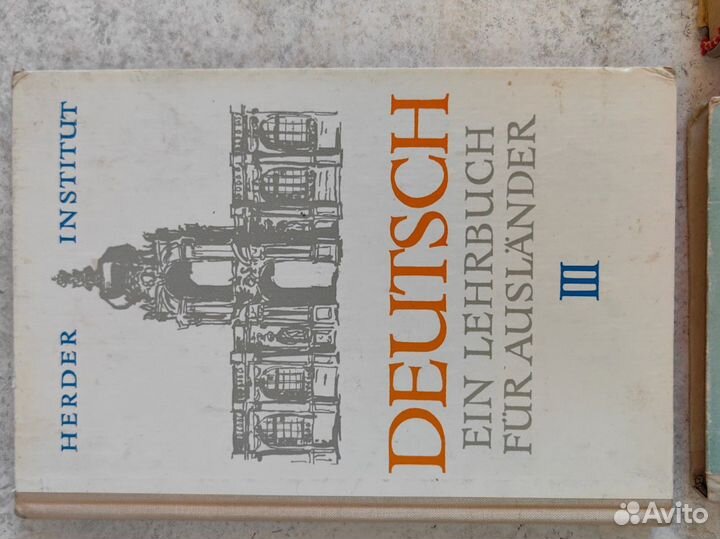 HERDER INSTITUT
DEUTSCH
EIN LEHRBUCH
FÜR AUSLÄNDER
III
Avito